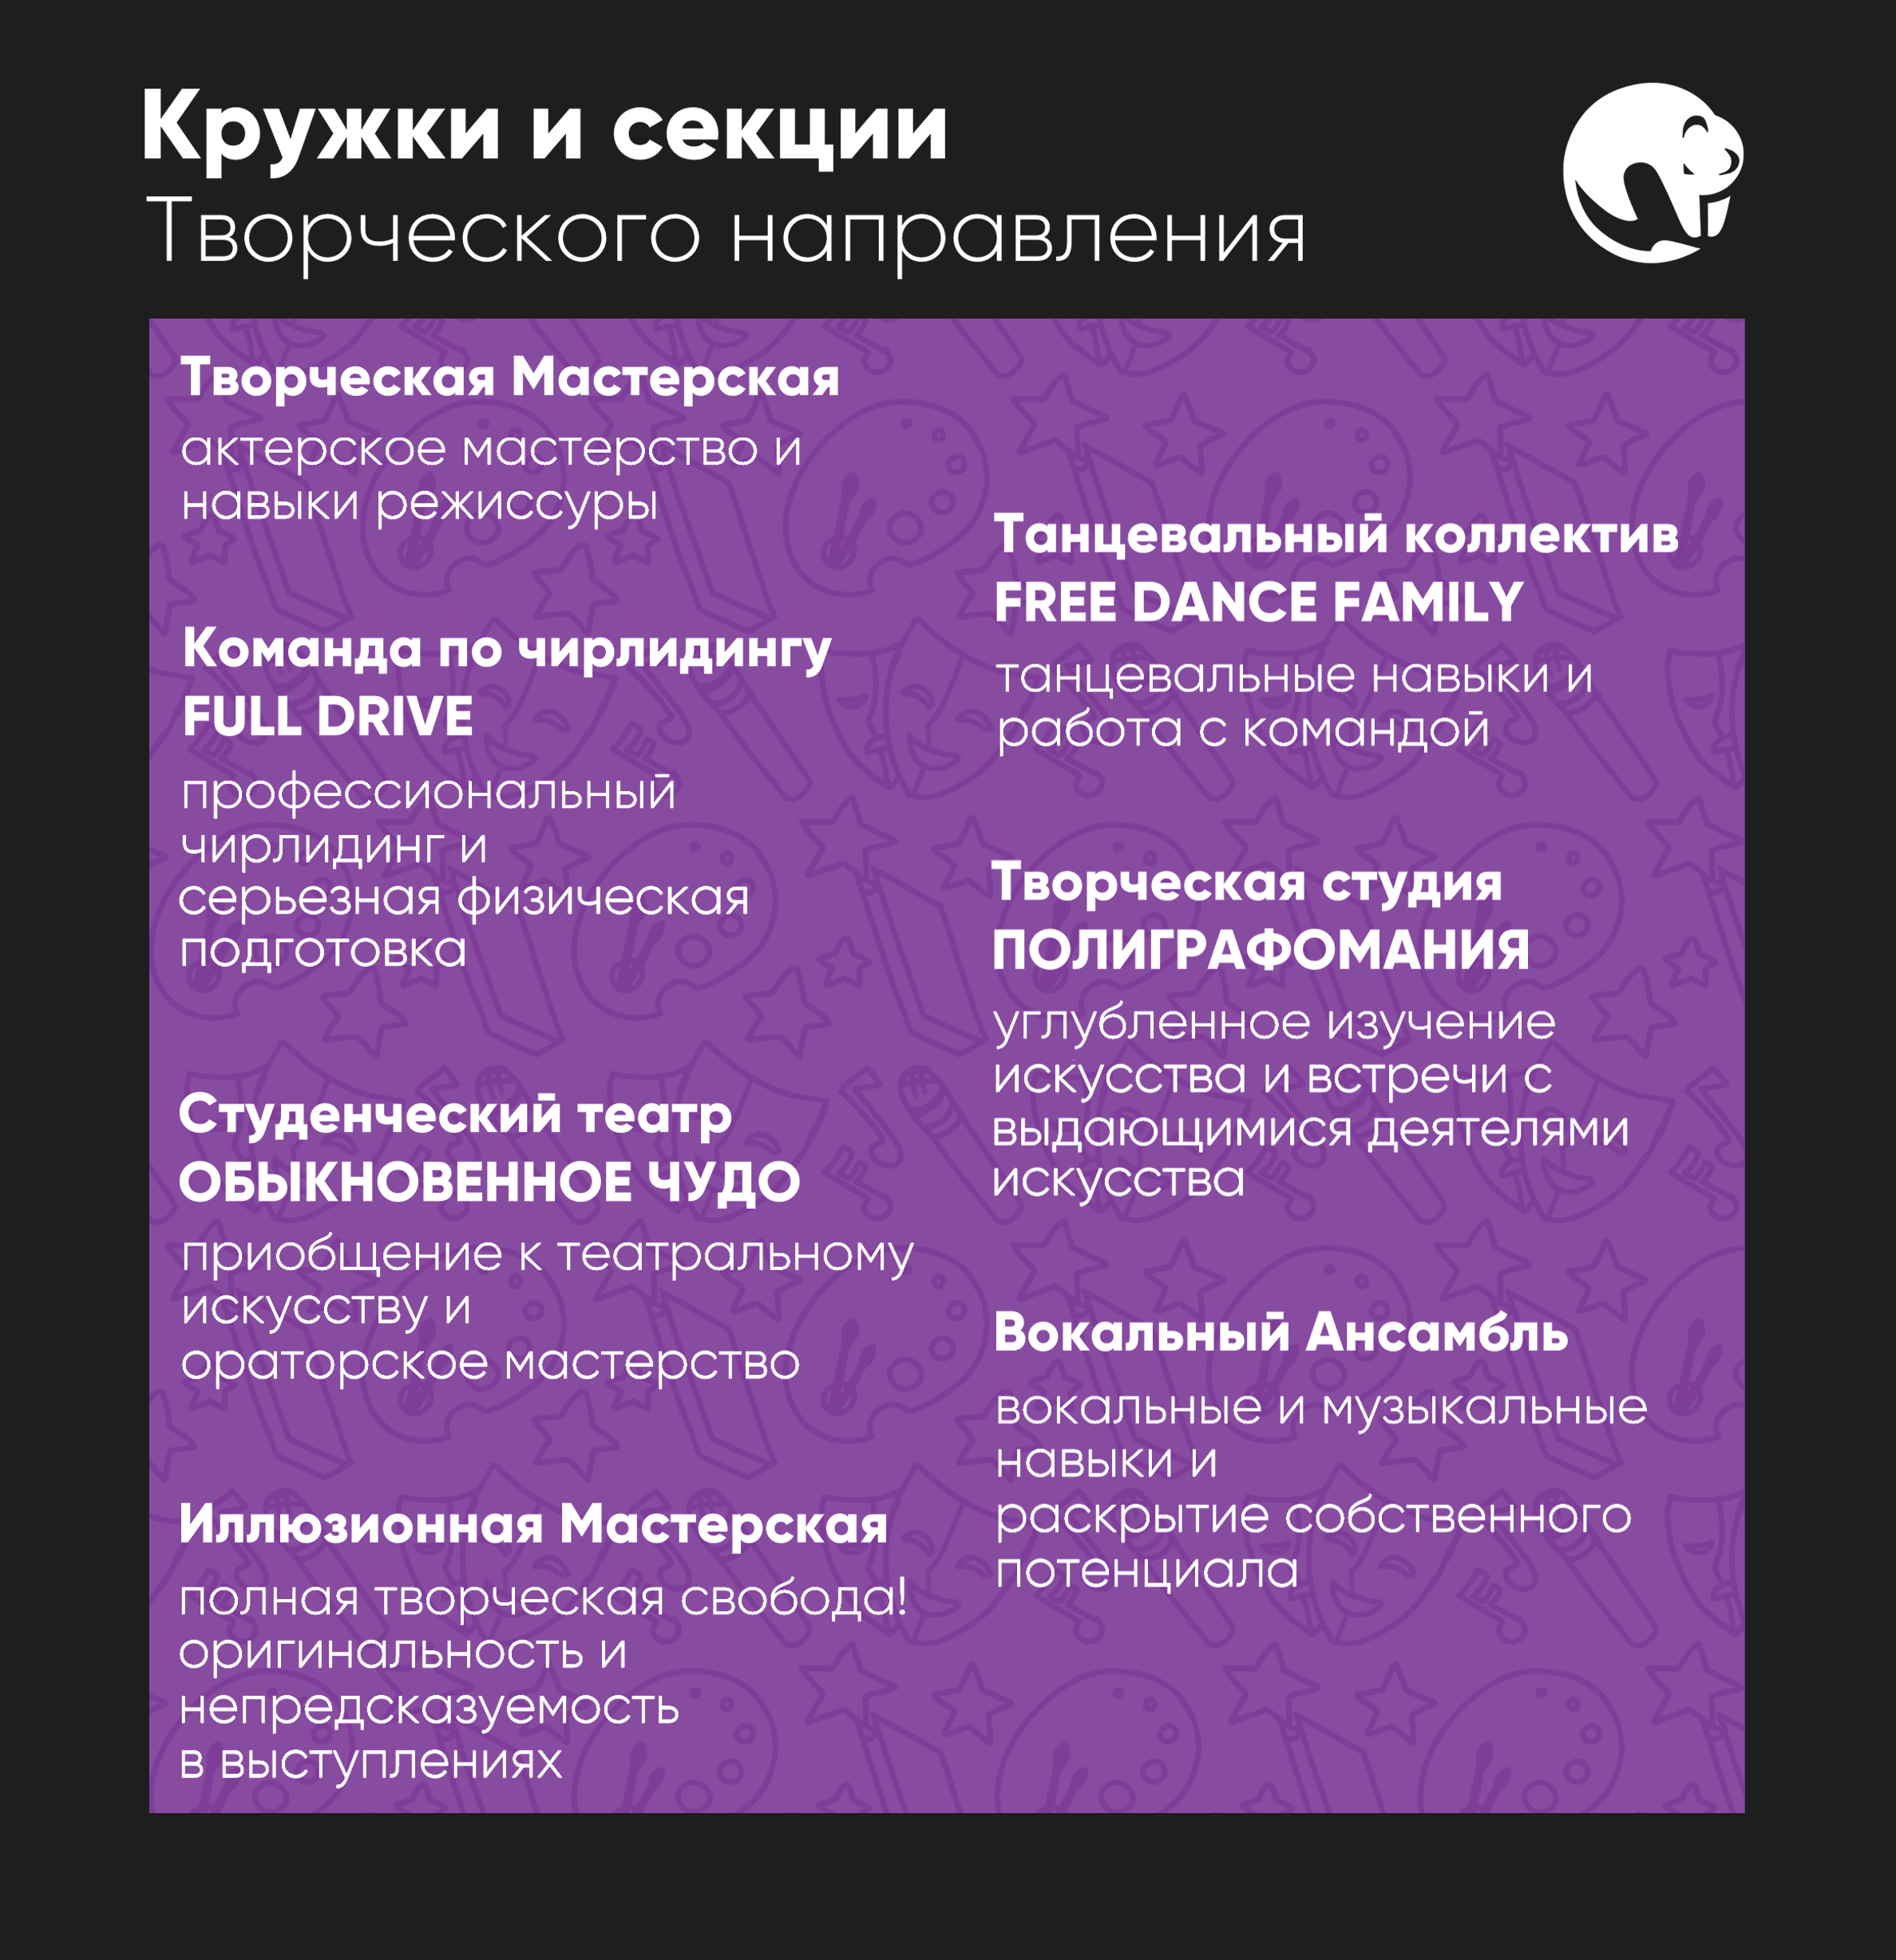 Кружки и секции
Творческого направления
Творческая Мастерская
актерское мастерство и
навыки режиссуры
Команда по чирлидингу
FULL DRIVE
профессиональный
чирлидинг и
серьезная физическая
подготовка
Студенческий театр
ОБЫКНОВЕННОЕ ЧУДО
приобщение к театральному
искусству и
ораторское мастерство
Иллюзионная Мастерская
полная творческая свобода!
оригинальность и
непредсказуемость
в выступлениях
Танцевальный коллектив
FREE DANCE FAMILY
танцевальные навыки и
работа с командой
Творческая студия
ПОЛИГРАФОМАНИЯ
углубленное изучение
искусства и встречи с
выдающимися деятелями
искусства
Вокальный Ансамбль
вокальные и музыкальные
навыки и
раскрытие собственного
потенциала